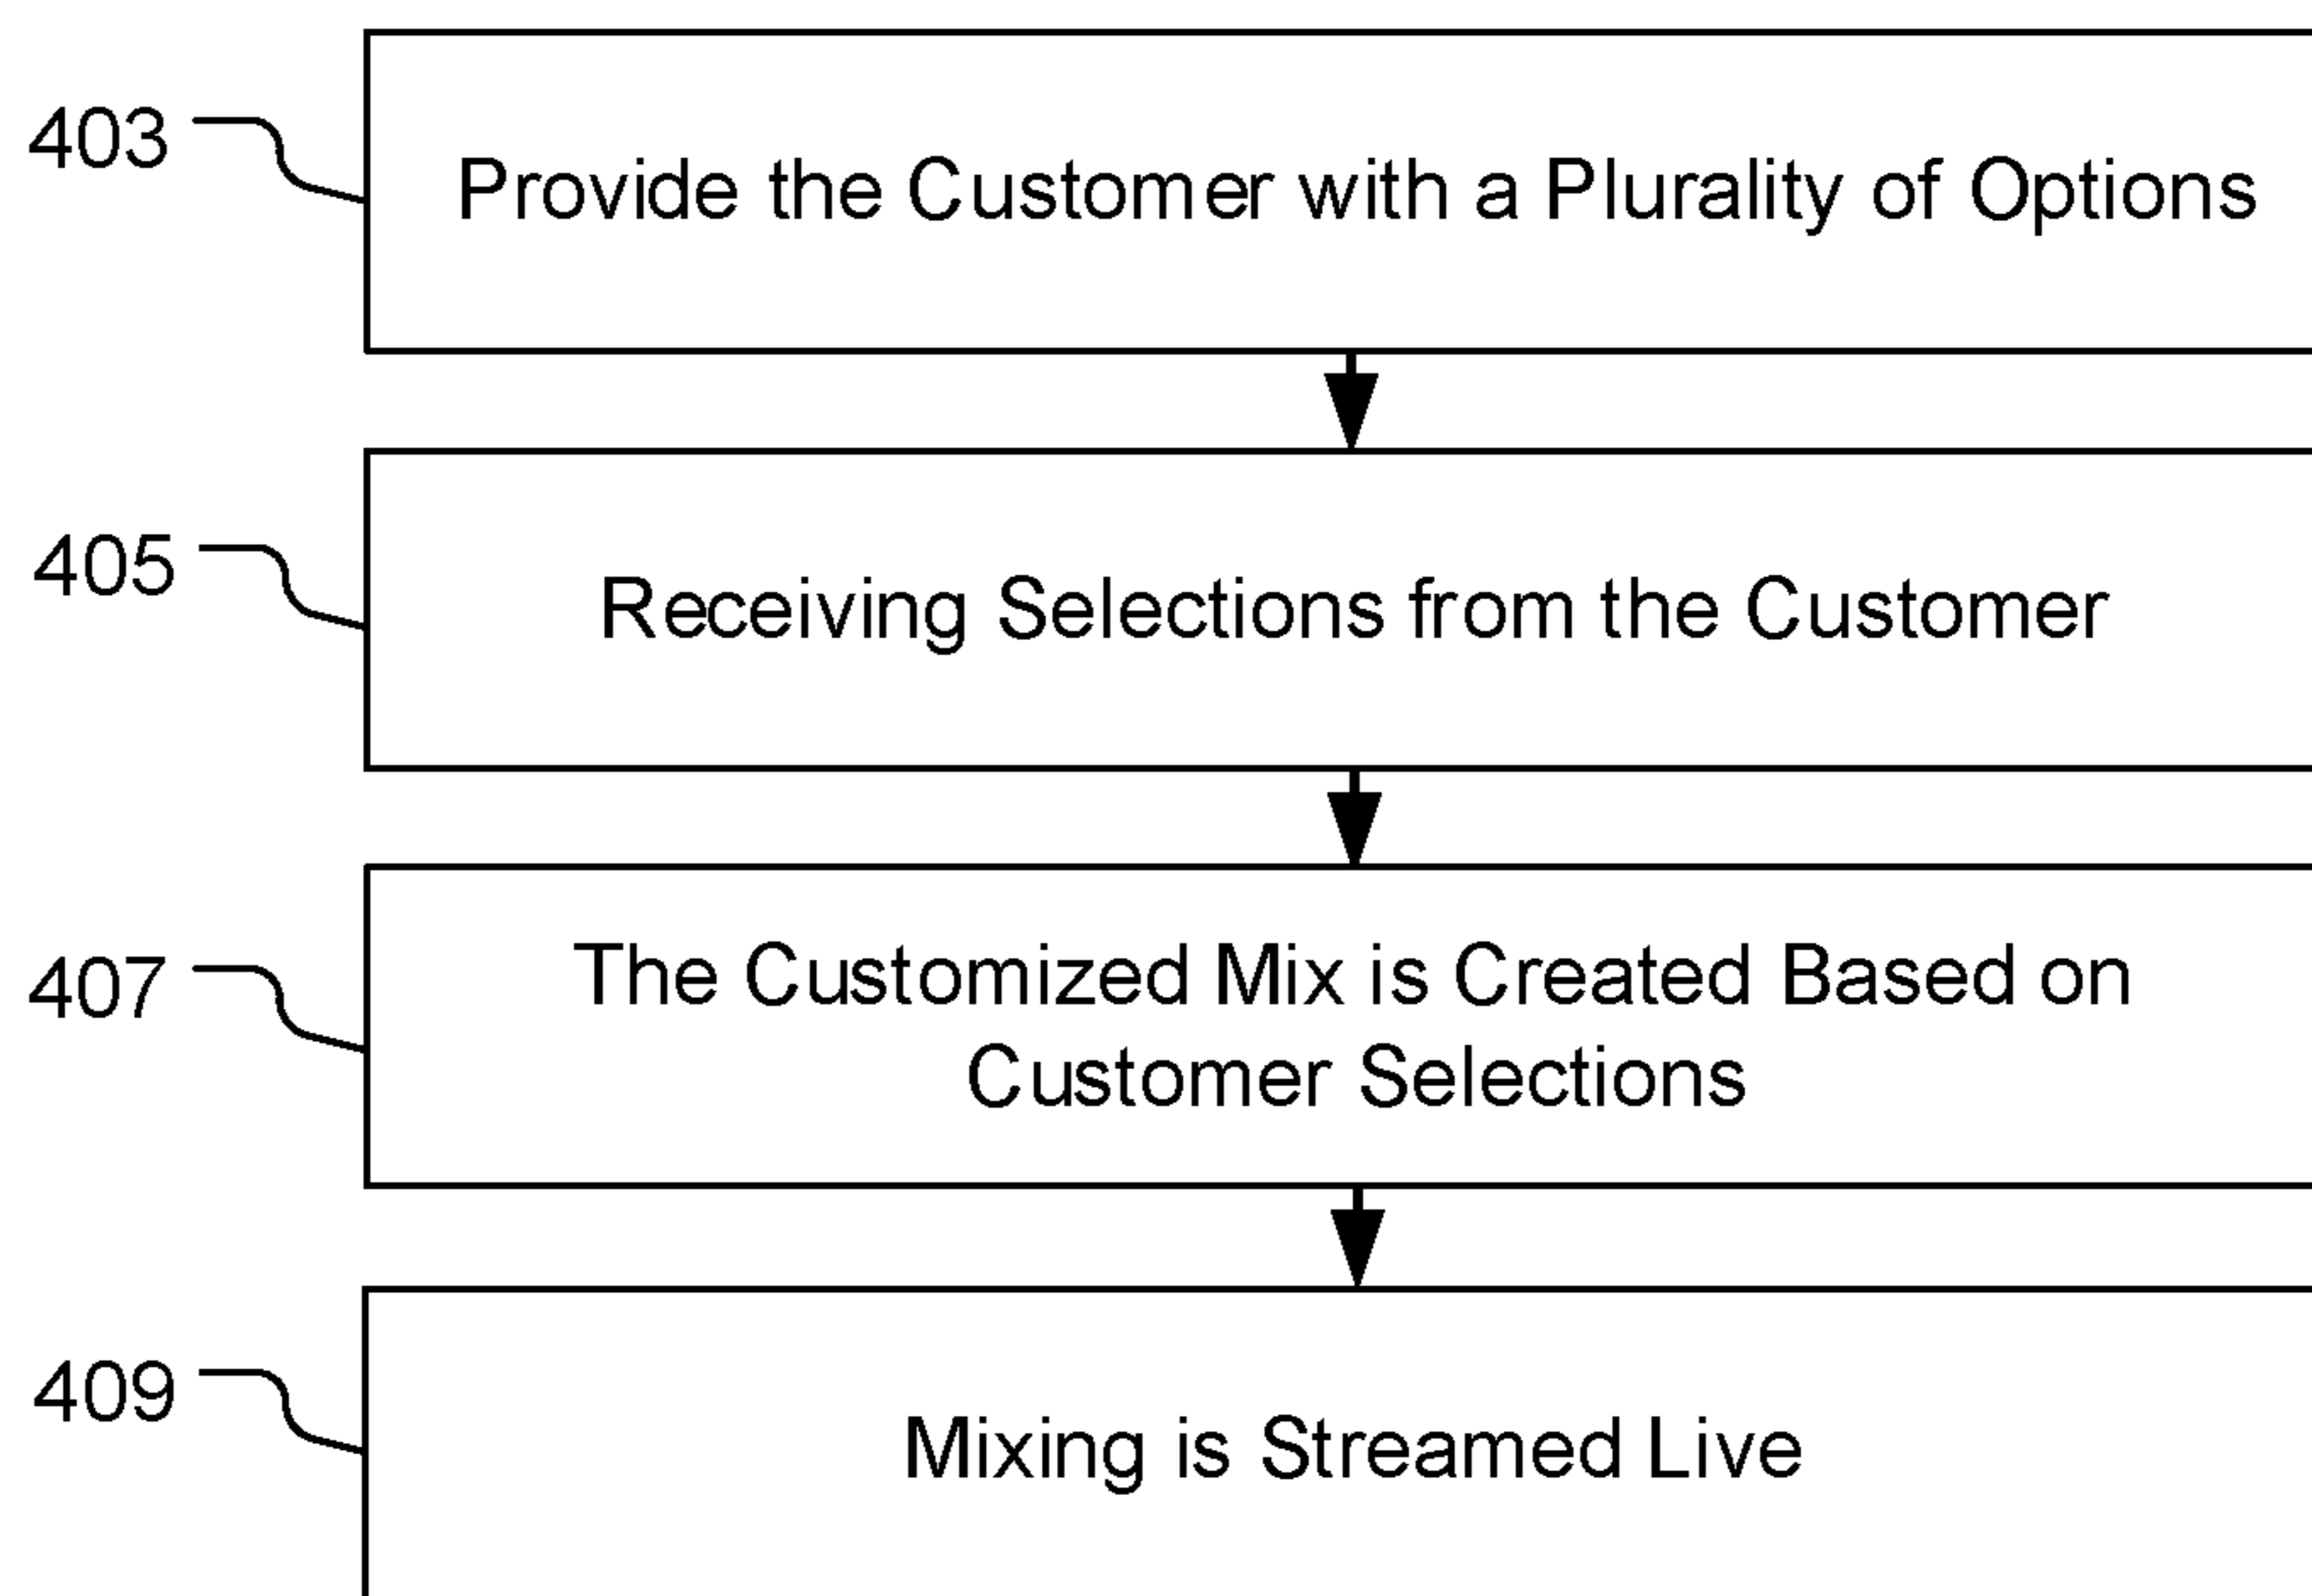 403
Provide the Customer with a Plurality of Options
405
Receiving Selections from the Customer
407
The Customized Mix is Created Based on
Customer Selections
409
Mixing is Streamed Live